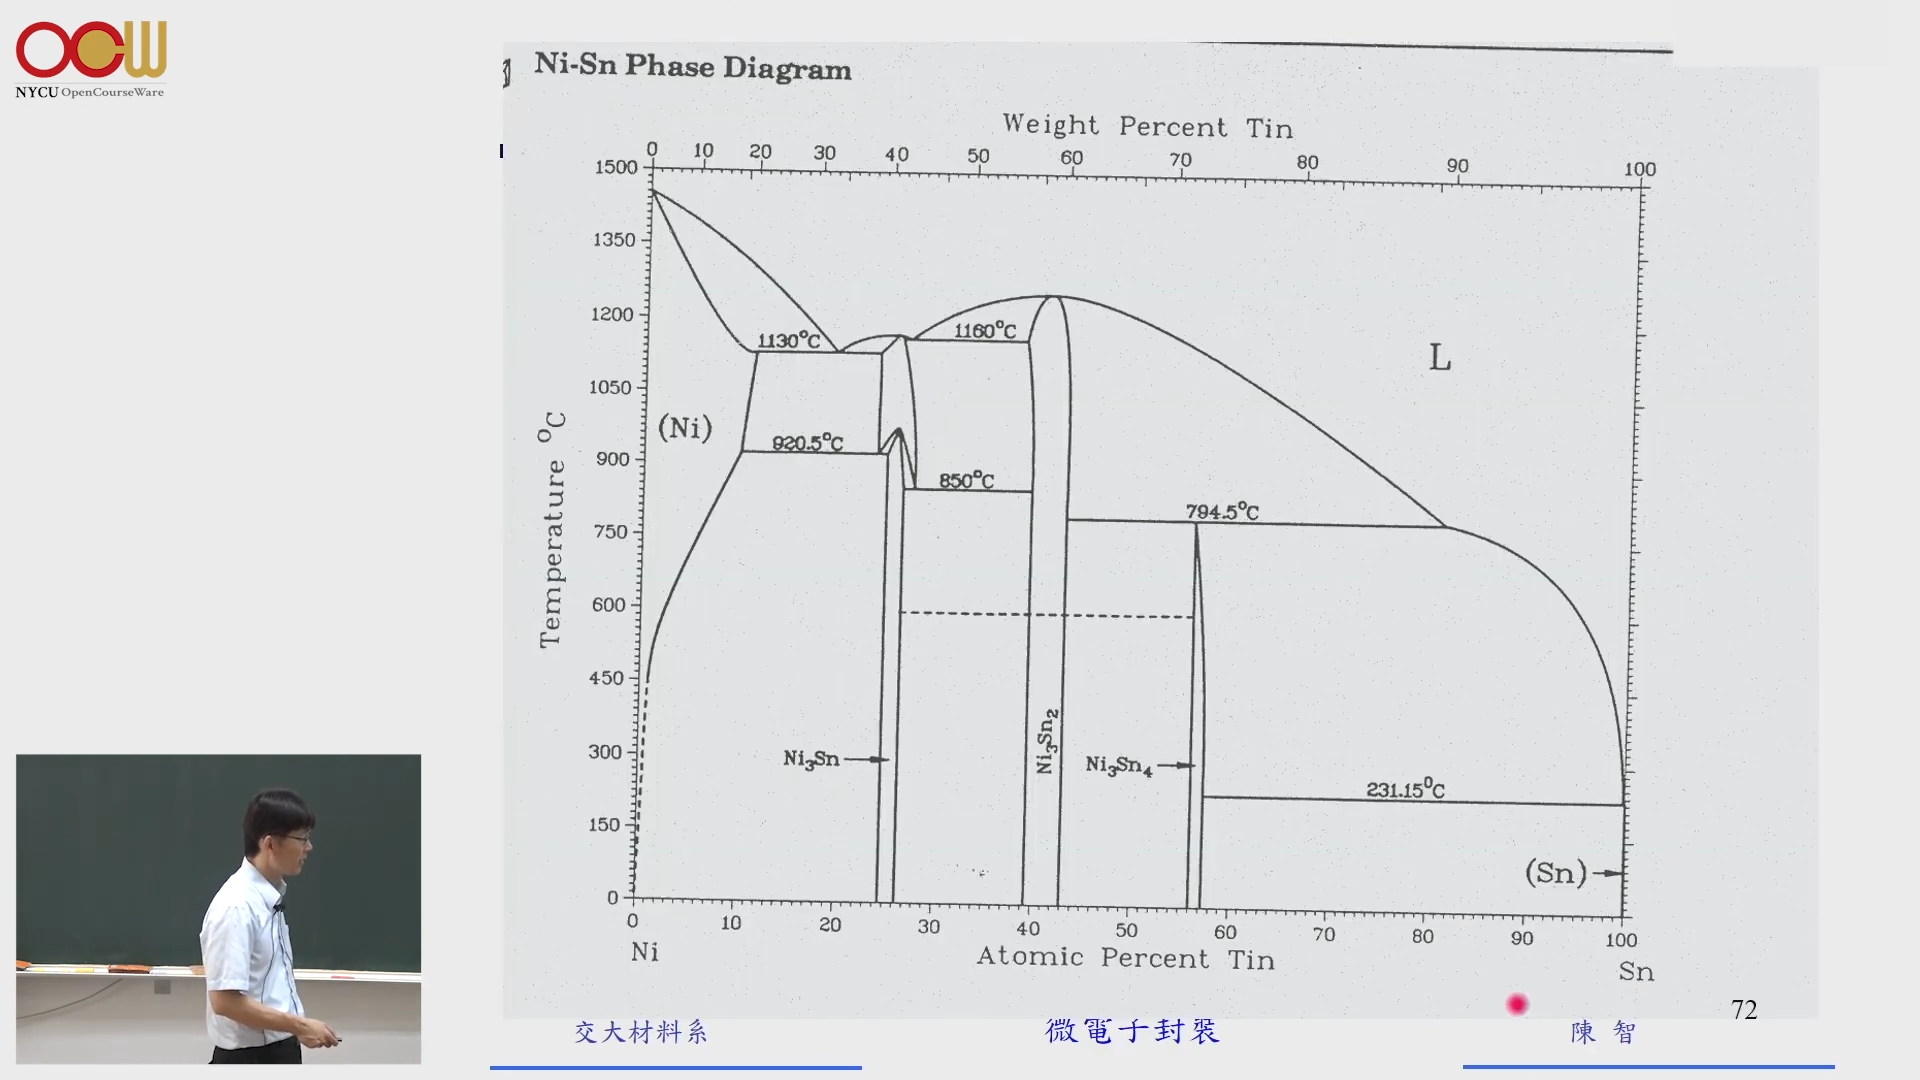 OCW
NYCU OpenCourseWare
Ni-Sn Phase Diagram
Weight Percent Tin
0 10 20 30 40 50 60 70 80 90 100
1500
1350
1200
1050
900
750
600
450
300
150
0
Temperature °C
1130°C
1160°C
L
(Ni)
920.5°C
850°C
794.5°C
Ni₃Sn
Ni₃Sn₂
Ni₃Sn₄
231.15°C
(Sn)
0 10 20 30 40 50 60 70 80 90 100
Ni
Atomic Percent Tin
Sn
72
交大材料系
微電子封裝
陳 智